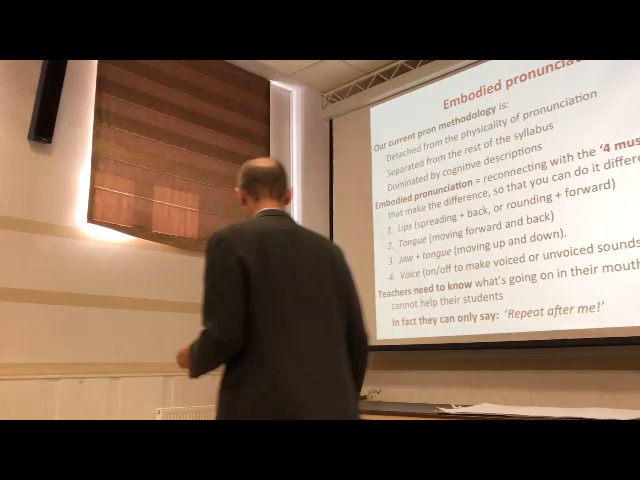 Embodied pronunciat
Our current pron methodology is:
Detached from the physicality of pronunciation
Separated from the rest of the syllabus
Dominated by cognitive descriptions
Embodied pronunciation = reconnecting with the '4 mus
that make the difference, so that you can do it differe
1. Lips (spreading + back, or rounding + forward)
2. Tongue (moving forward and back)
3. Jaw + tongue (moving up and down).
4. Voice (on/off to make voiced or unvoiced sounds
Teachers need to know what's going on in their mouth
cannot help their students
In fact they can only say: 'Repeat after me!'